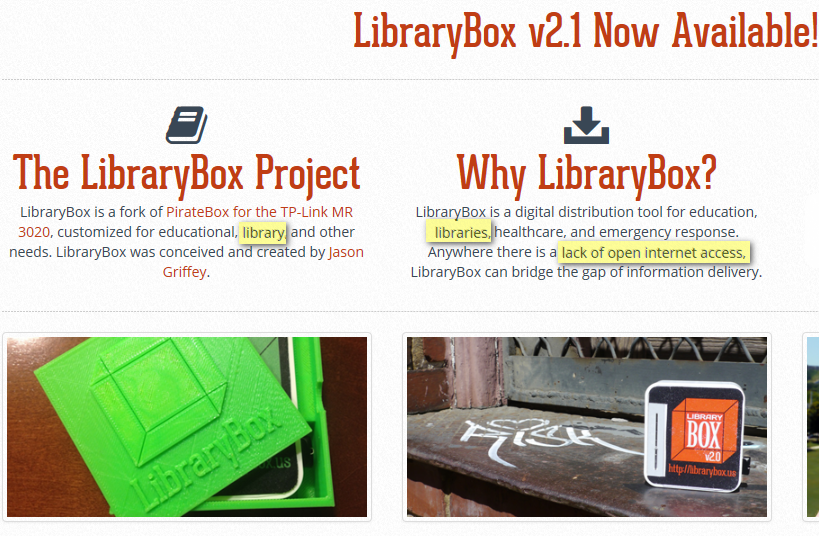 LibraryBox v2.1 Now Available!
The LibraryBox Project
LibraryBox is a fork of PirateBox for the TP-Link MR
3020, customized for educational, library, and other
needs. LibraryBox was conceived and created by Jason
Griffey.
Why LibraryBox?
LibraryBox is a digital distribution tool for education,
libraries, healthcare, and emergency response.
Anywhere there is a lack of open internet access,
LibraryBox can bridge the gap of information delivery.
LibraryBox
ox.us
RISK
LIBRARY
BOX
v2.0
http://librarybox.us